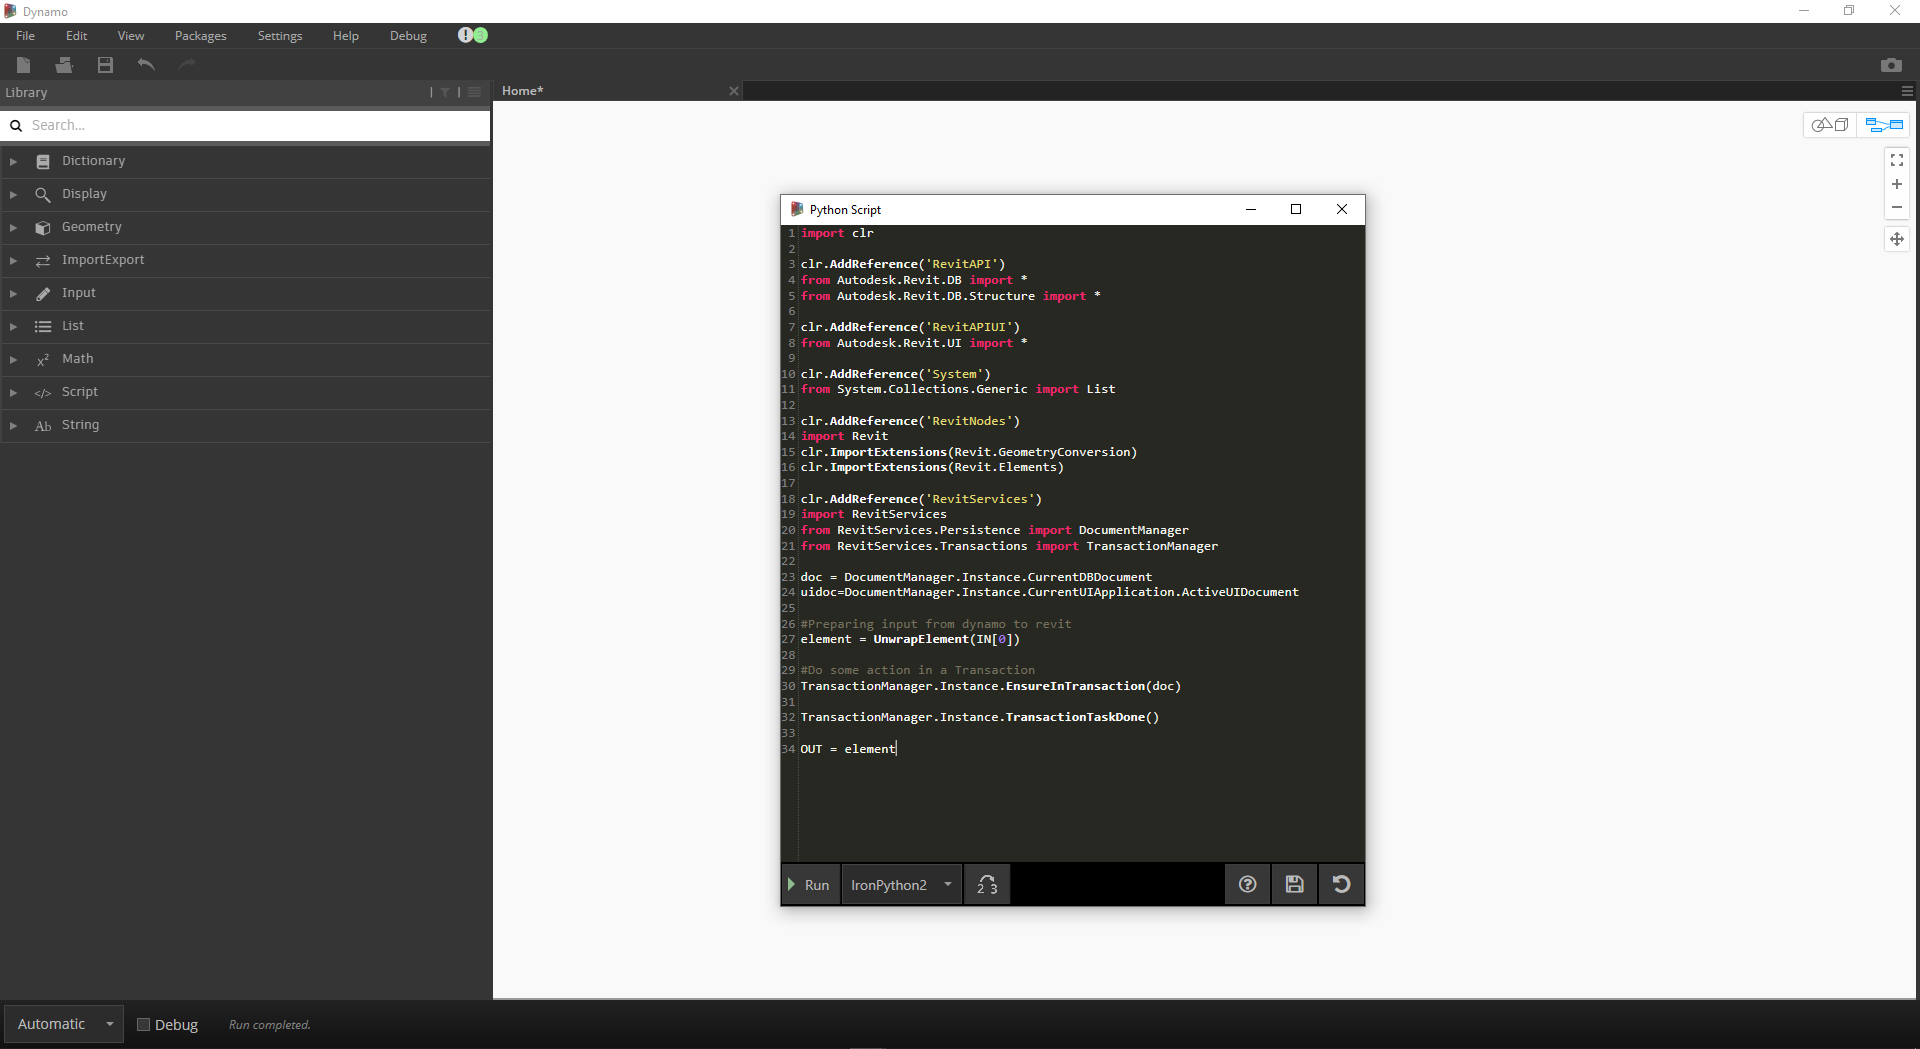 Dynamo
File Edit View Packages Settings Help Debug ! 3
Library
Home*
Search...
Dictionary
Display
Geometry
ImportExport
Input
List
Math
Script
Ab String
Python Script
1 import clr
2
3 clr.AddReference('RevitAPI')
4 from Autodesk.Revit.DB import *
5 from Autodesk.Revit.DB.Structure import *
6
7 clr.AddReference('RevitAPIUI')
8 from Autodesk.Revit.UI import *
9
10 clr.AddReference('System')
11 from System.Collections.Generic import List
12
13 clr.AddReference('RevitNodes')
14 import Revit
15 clr.ImportExtensions(Revit.GeometryConversion)
16 clr.ImportExtensions(Revit.Elements)
17
18 clr.AddReference('RevitServices')
19 import RevitServices
20 from RevitServices.Persistence import DocumentManager
21 from RevitServices.Transactions import TransactionManager
22
23 doc = DocumentManager.Instance.CurrentDBDocument
24 uidoc=DocumentManager.Instance.CurrentUIApplication.ActiveUIDocument
25
26 #Preparing input from dynamo to revit
27 element = UnwrapElement(IN[0])
28
29 #Do some action in a Transaction
30 TransactionManager.Instance.EnsureInTransaction(doc)
31
32 TransactionManager.Instance.TransactionTaskDone()
33
34 OUT = element
Run IronPython2 2 3
Automatic Debug Run completed.